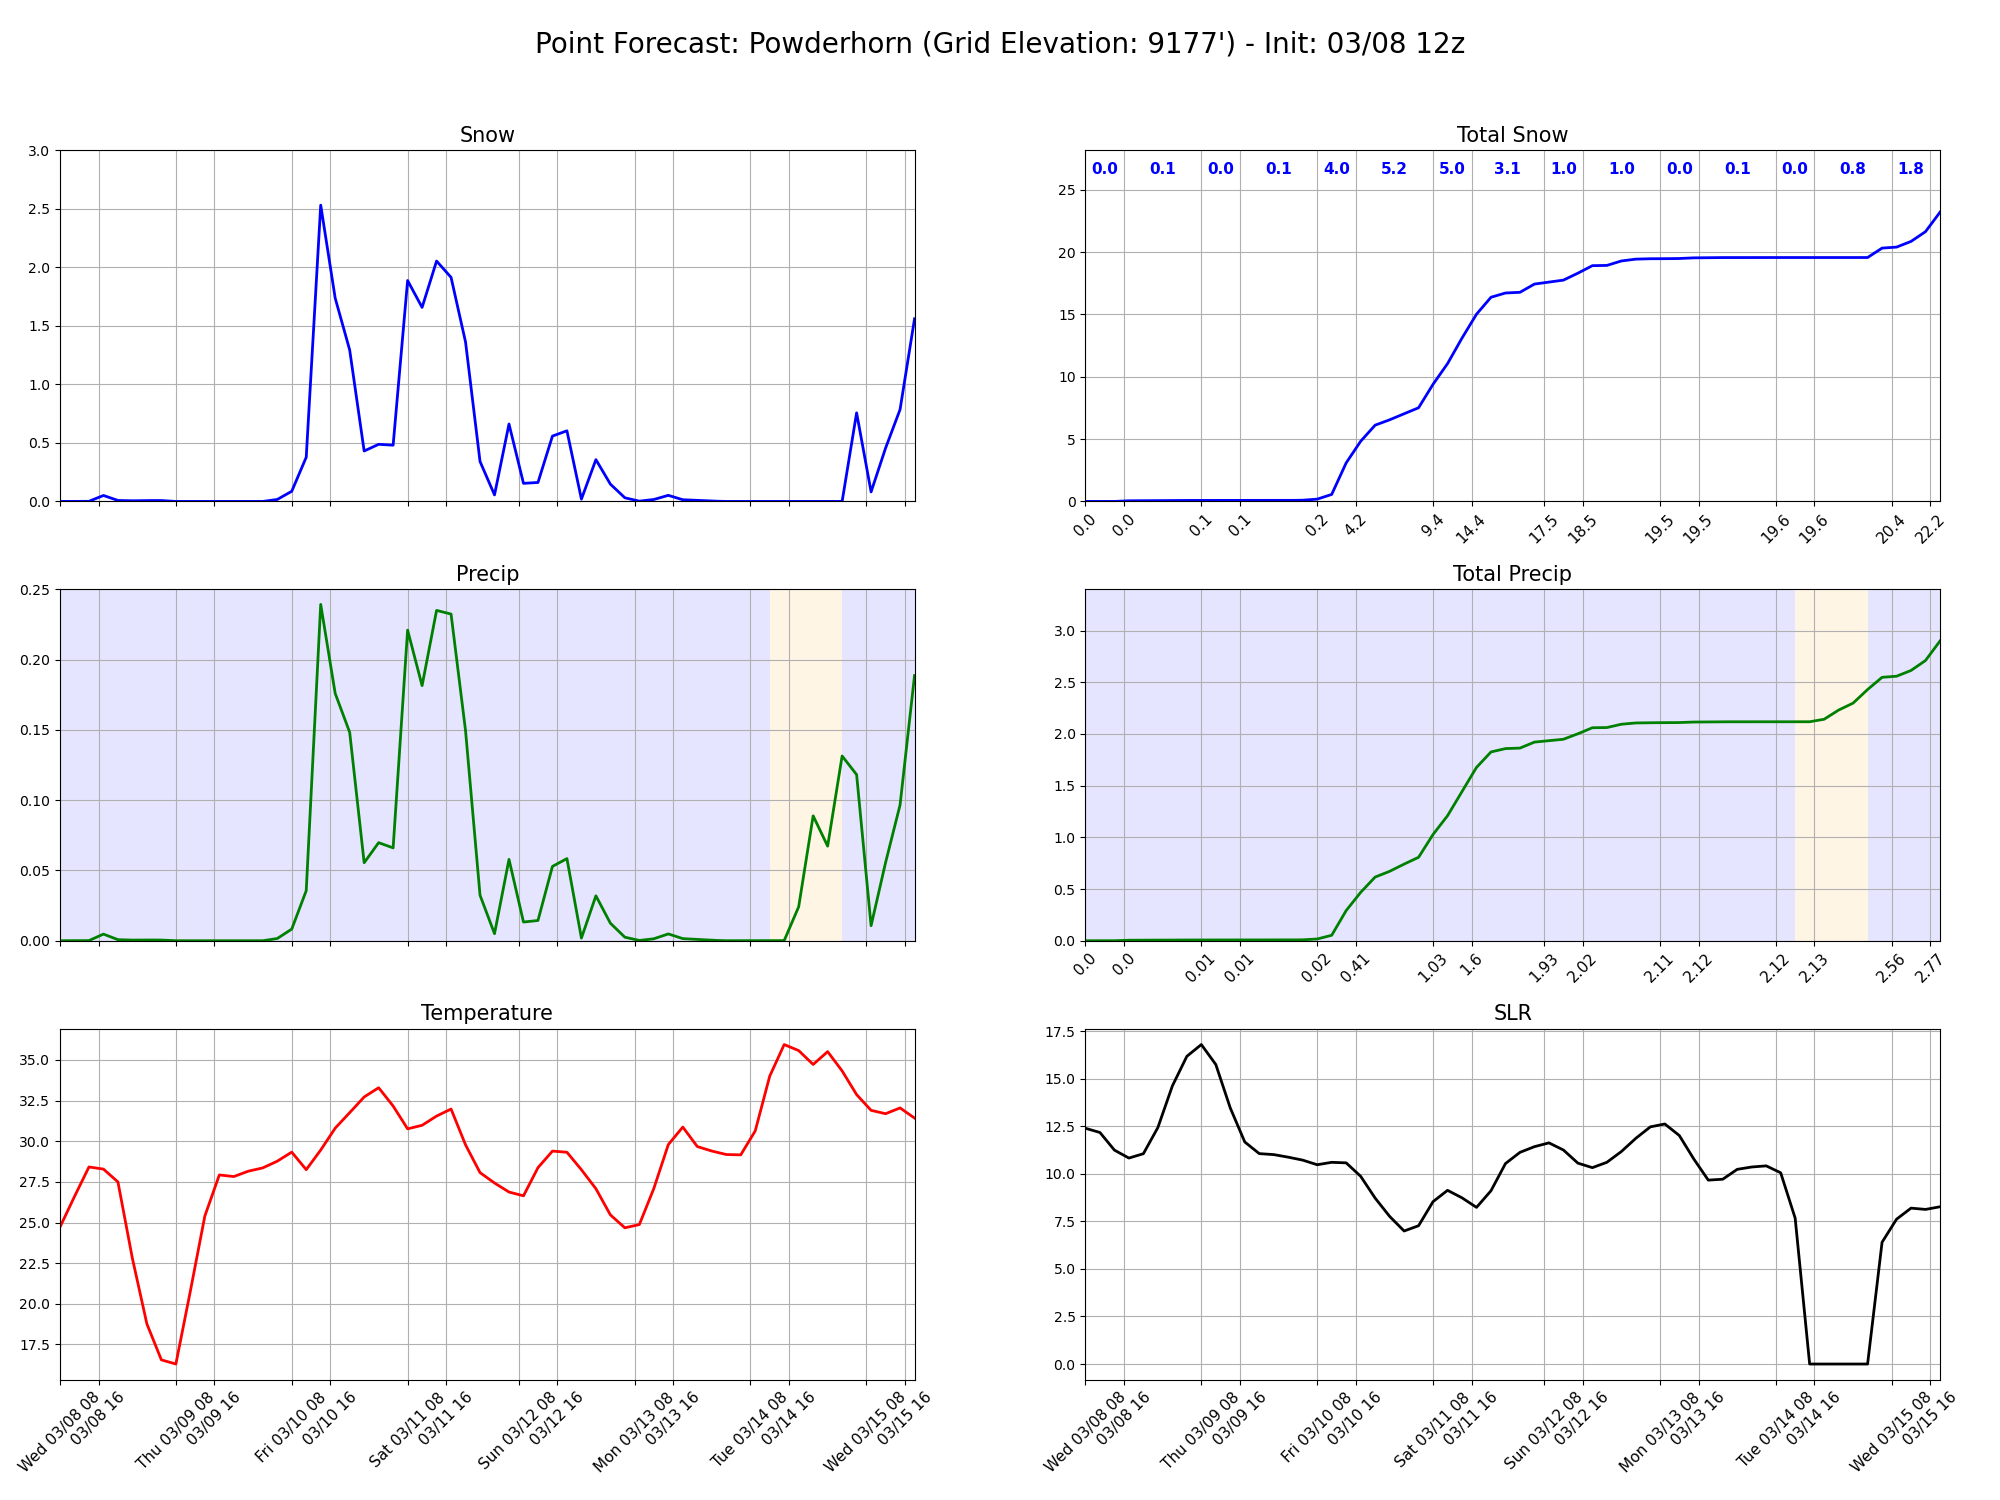 Point Forecast: Powderhorn (Grid Elevation: 9177') - Init: 03/08 12z
Snow
3.0
2.5
2.0
1.5
1.0
0.5
0.0
Total Snow
0.0 0.1 0.0 0.1 4.0 5.2 5.0 3.1 1.0 1.0 0.0 0.1 0.0 0.8 1.8
25
20
15
10
5
0
0.0 0.0 0.1 0.1 0.2 4.2 9.4 14.4 17.5 18.5 19.5 19.5 19.6 19.6 20.4 22.2
Precip
0.25
0.20
0.15
0.10
0.05
0.00
Total Precip
3.0
2.5
2.0
1.5
1.0
0.5
0.0
0.0 0.0 0.01 0.01 0.02 0.41 1.03 1.6 1.93 2.02 2.11 2.12 2.12 2.13 2.56 2.77
Temperature
35.0
32.5
30.0
27.5
25.0
22.5
20.0
17.5
Wed 03/08 08
03/08 16
Thu 03/09 08
03/09 16
Fri 03/10 08
03/10 16
Sat 03/11 08
03/11 16
Sun 03/12 08
03/12 16
Mon 03/13 08
03/13 16
Tue 03/14 08
03/14 16
Wed 03/15 08
03/15 16
SLR
17.5
15.0
12.5
10.0
7.5
5.0
2.5
0.0
Wed 03/08 08
03/08 16
Thu 03/09 08
03/09 16
Fri 03/10 08
03/10 16
Sat 03/11 08
03/11 16
Sun 03/12 08
03/12 16
Mon 03/13 08
03/13 16
Tue 03/14 08
03/14 16
Wed 03/15 08
03/15 16